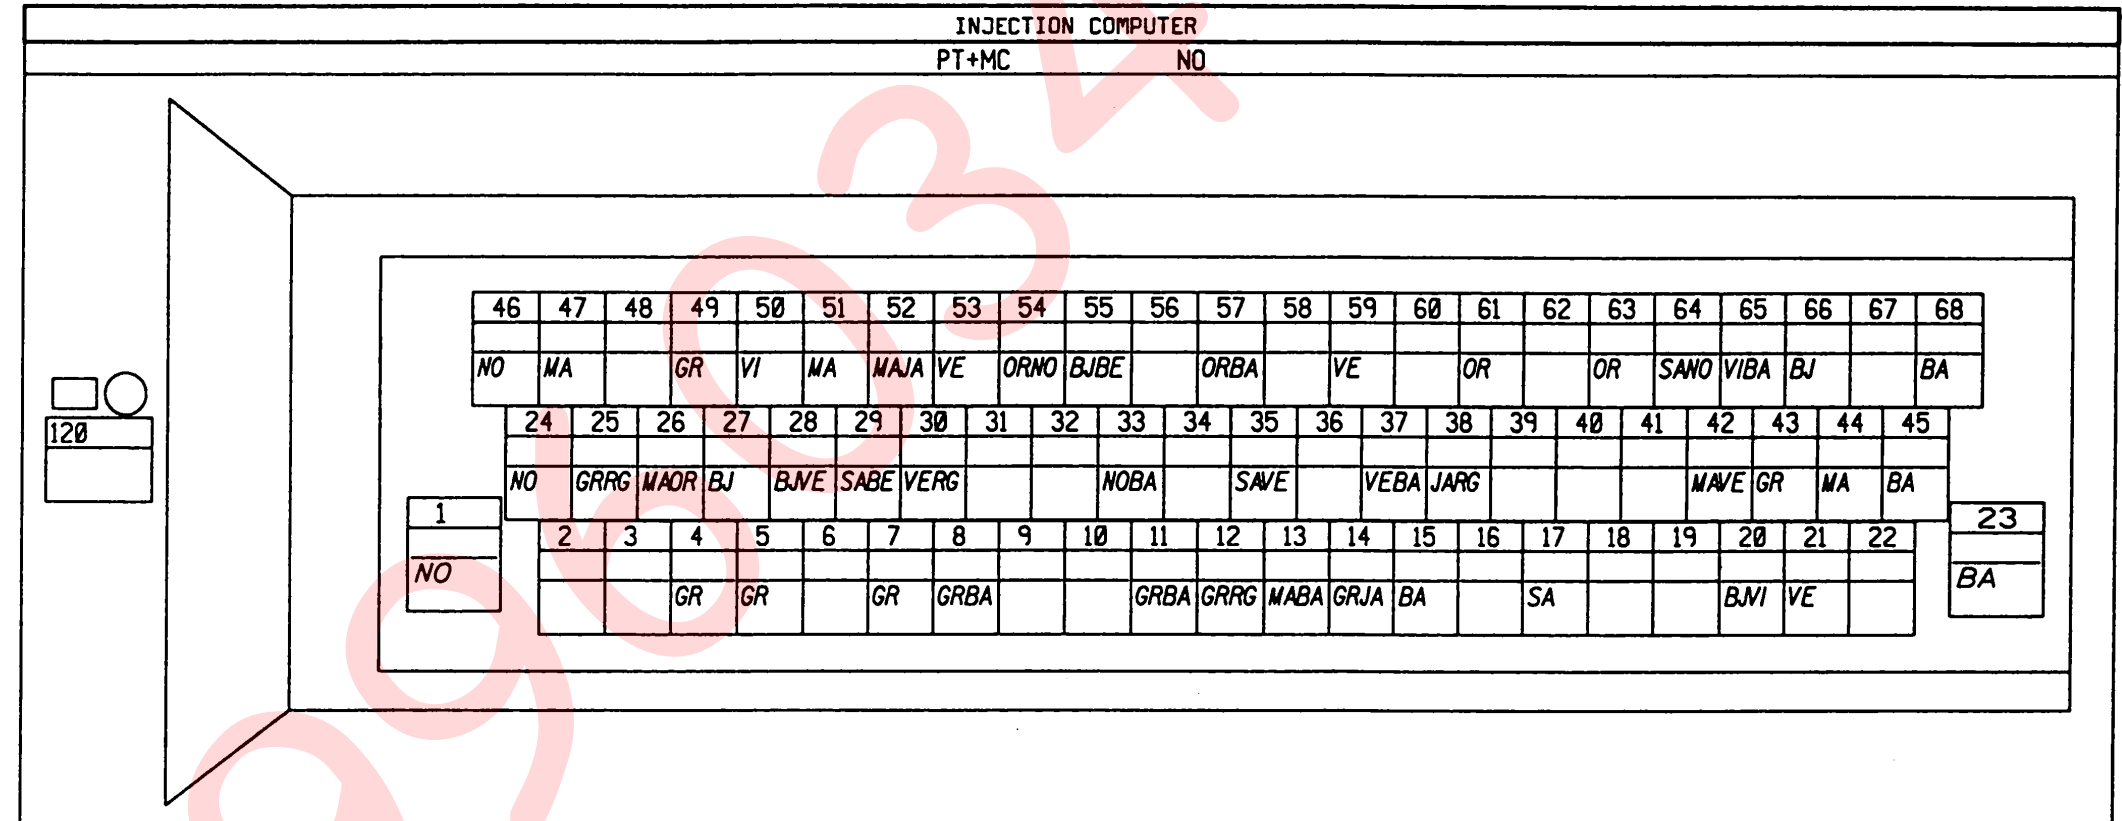 INJECTION COMPUTER
PT+MC NO
46 47 48 49 50 51 52 53 54 55 56 57 58 59 60 61 62 63 64 65 66 67 68
NO MA GR VI MA MAJA VE ORNO BJBE ORBA VE OR OR SANO VIBA BJ BA
120
24 25 26 27 28 29 30 31 32 33 34 35 36 37 38 39 40 41 42 43 44 45
NO GRRG MAOR BJ BJVE SABE VERG NOBA SAVE VEBA JARG MAVE GR MA BA
1
NO
2 3 4 5 6 7 8 9 10 11 12 13 14 15 16 17 18 19 20 21 22
GR GR GR GRBA GRBA GRRG MABA GRJA BA SA BJVI VE
23
BA